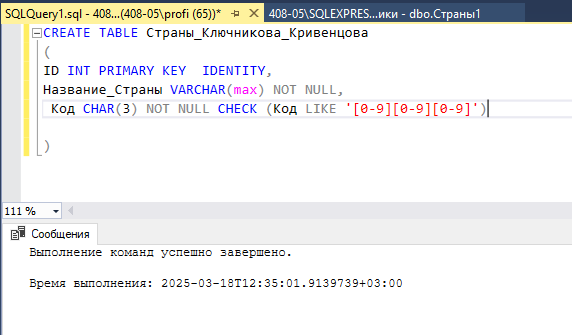 SQLQuery1.sql - 408...(408-05\profi (65))* 408-05\SQLEXPRES...ики - dbo.Страны1
CREATE TABLE Страны_Ключникова_Кривенцова
(
ID INT PRIMARY KEY  IDENTITY,
Название_Страны VARCHAR(max) NOT NULL,
Код CHAR(3) NOT NULL CHECK (Код LIKE '[0-9][0-9][0-9]')
)
111 %
Сообщения
Выполнение команд успешно завершено.
Время выполнения: 2025-03-18T12:35:01.9139739+03:00